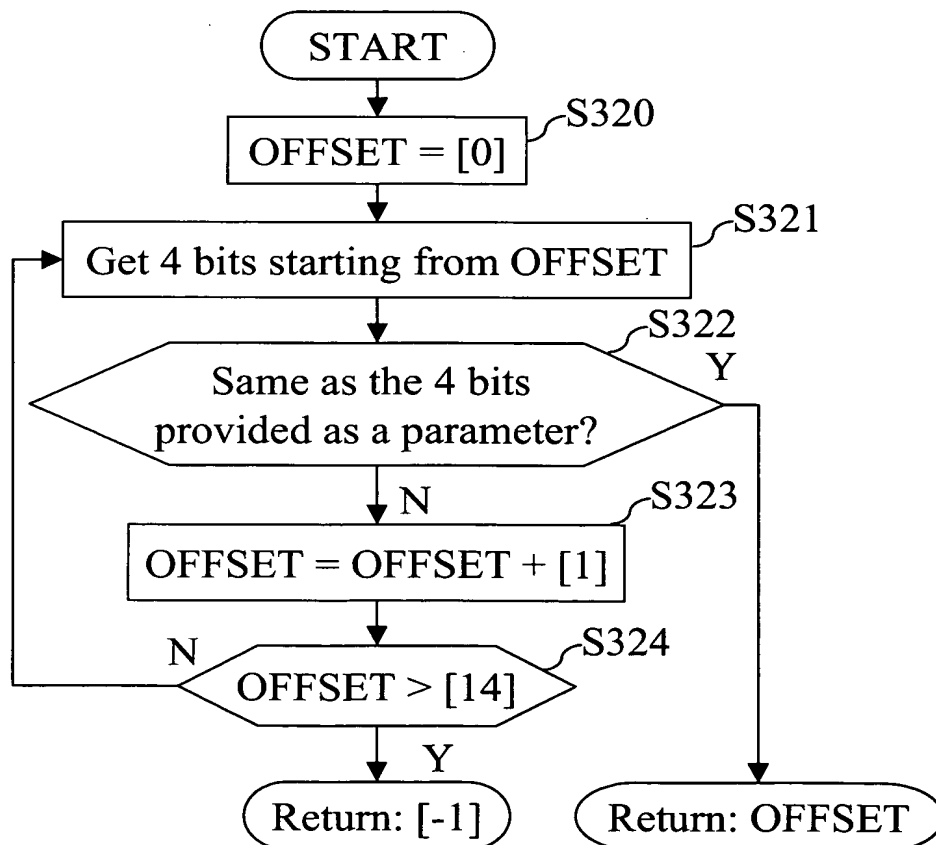 START
S320
OFFSET = [0]
S321
Get 4 bits starting from OFFSET
S322
Y
Same as the 4 bits
provided as a parameter?
N
S323
OFFSET = OFFSET + [1]
N
S324
OFFSET > [14]
Y
Return: [-1]
Return: OFFSET